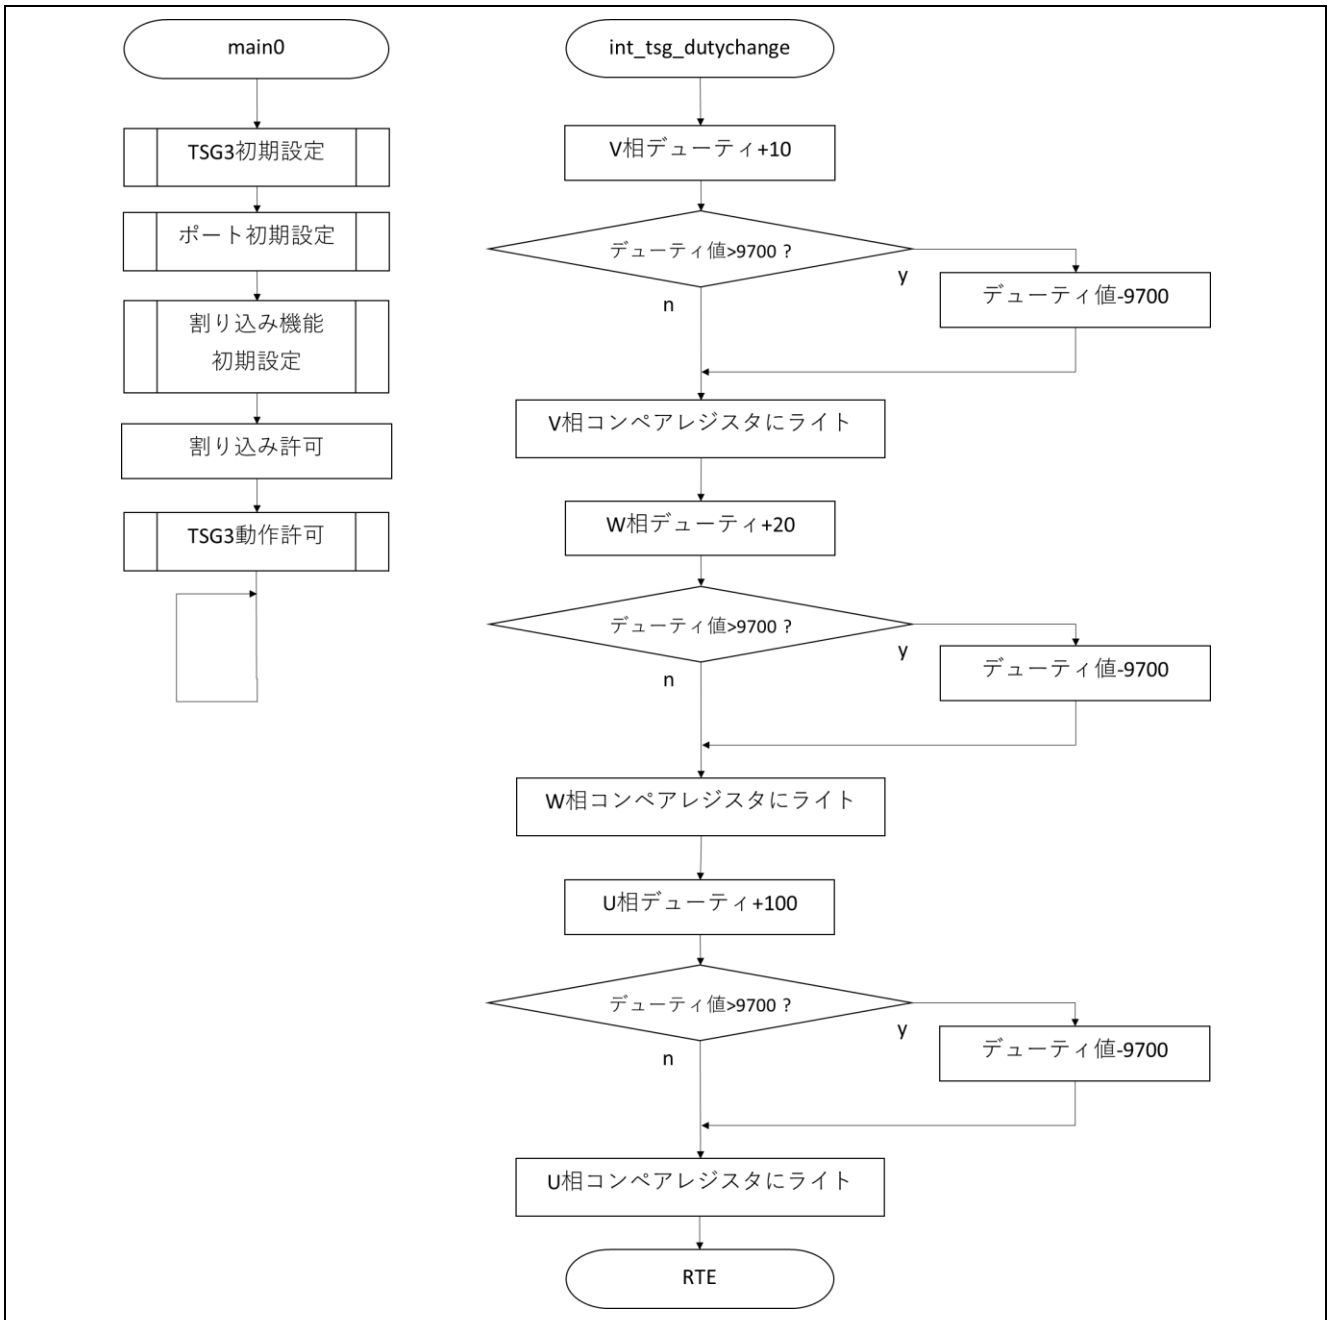 main0
TSG3初期設定
ポート初期設定
割り込み機能
初期設定
割り込み許可
TSG3動作許可
int_tsg_dutychange
V相デューティ+10
デューティ値>9700 ?
y
n
デューティ値-9700
V相コンペアレジスタにライト
W相デューティ+20
デューティ値>9700 ?
y
n
デューティ値-9700
W相コンペアレジスタにライト
U相デューティ+100
デューティ値>9700 ?
y
n
デューティ値-9700
U相コンペアレジスタにライト
RTE